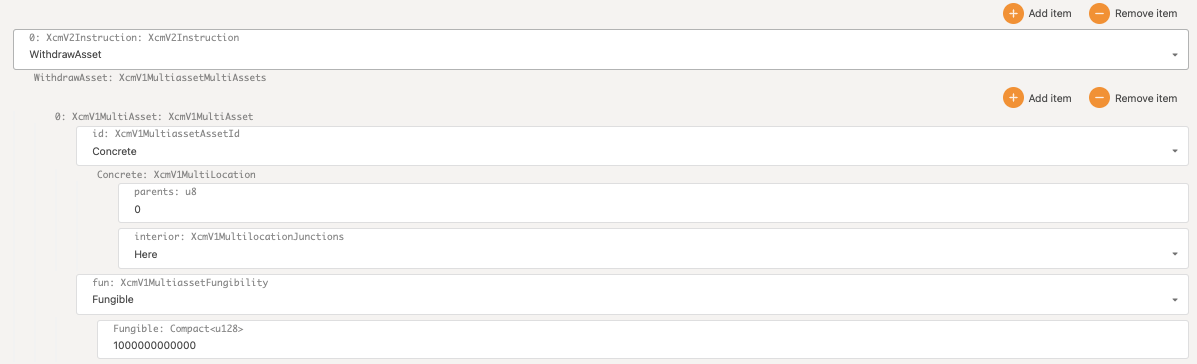 Add item Remove item
0: XcmV2Instruction: XcmV2Instruction
WithdrawAsset
WithdrawAsset: XcmV1MultiassetMultiAssets
Add item Remove item
0: XcmV1MultiAsset: XcmV1MultiAsset
id: XcmV1MultiassetAssetId
Concrete
Concrete: XcmV1MultiLocation
parents: u8
0
interior: XcmV1MultilocationJunctions
Here
fun: XcmV1MultiassetFungibility
Fungible
Fungible: Compact<u128>
1000000000000